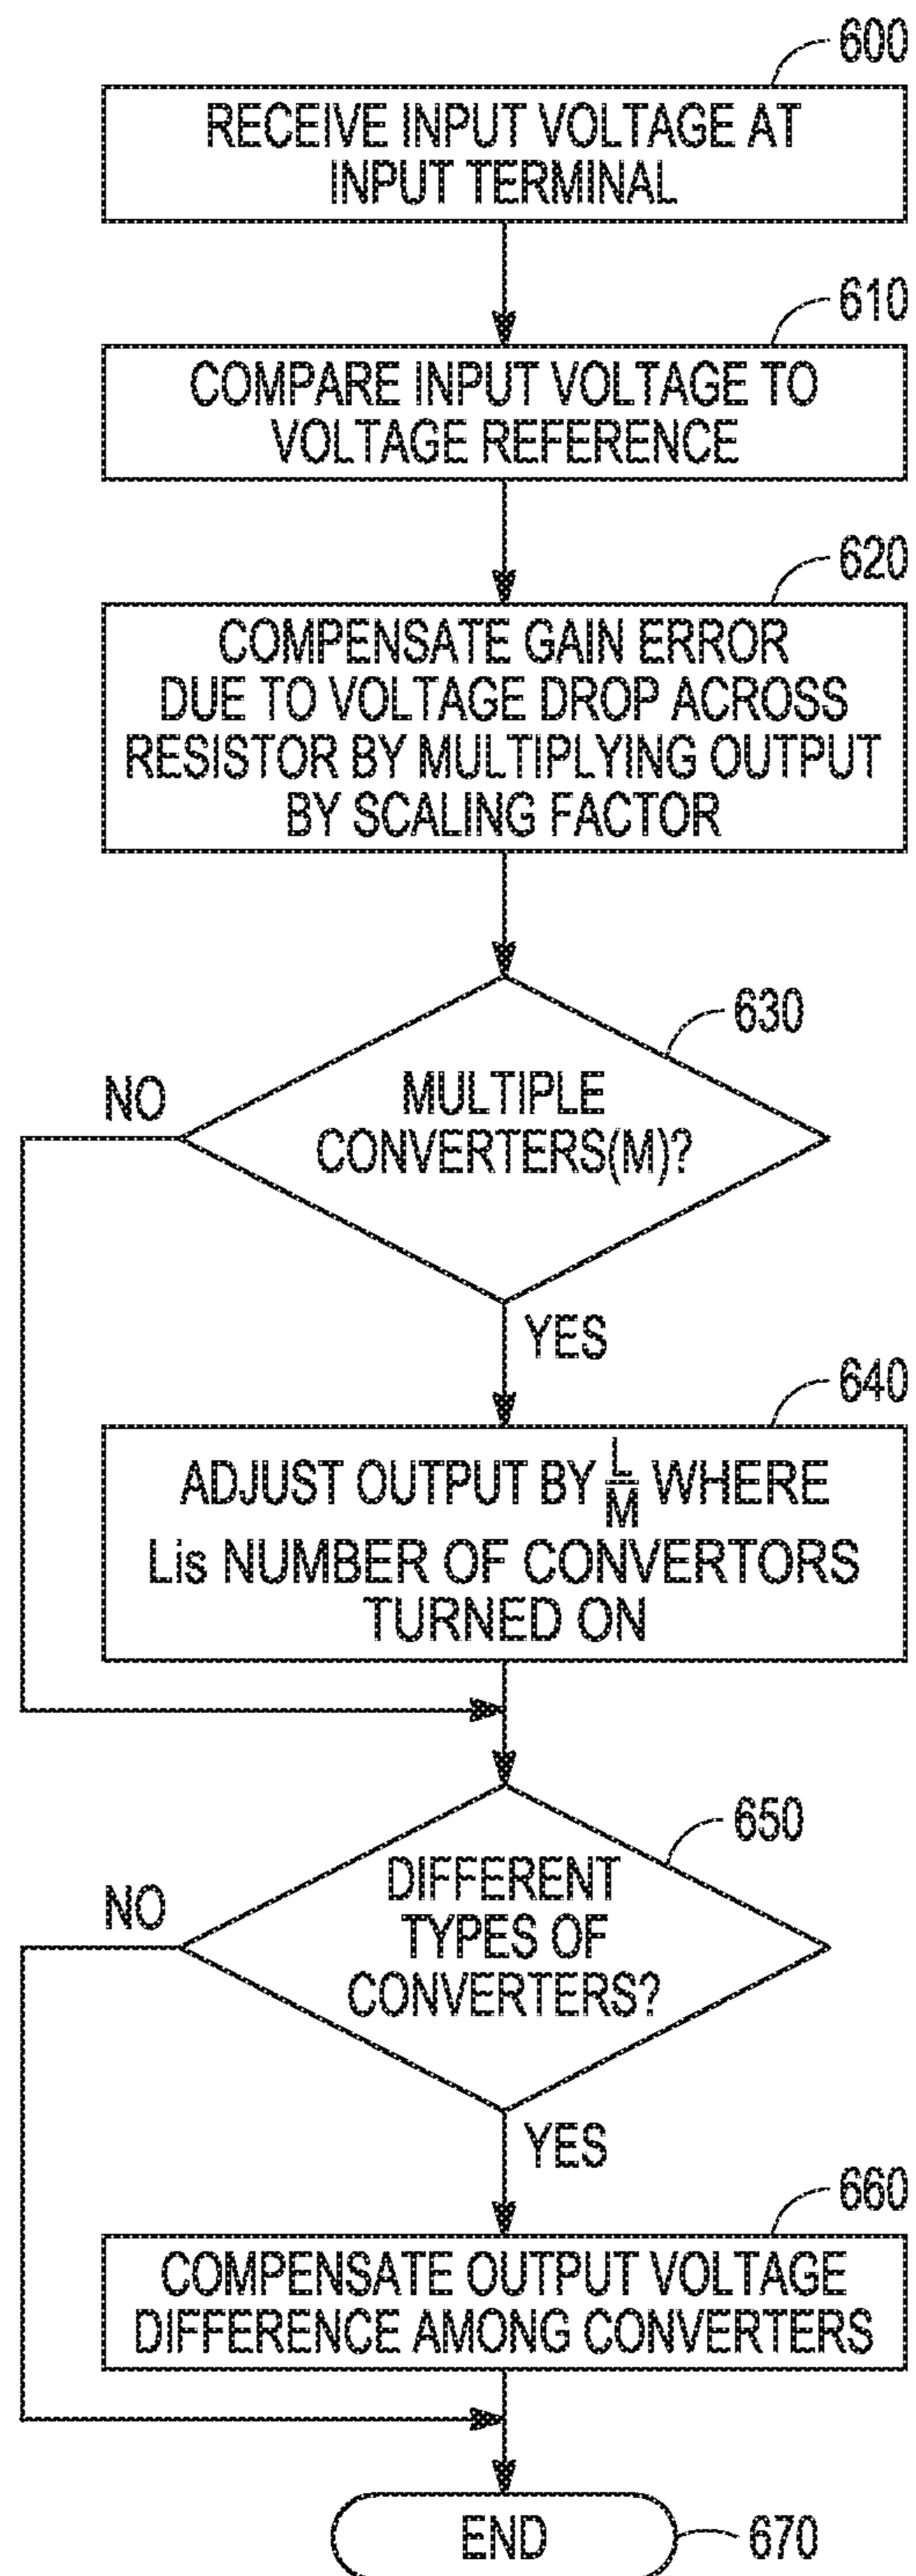 600
RECEIVE INPUT VOLTAGE AT
INPUT TERMINAL
610
COMPARE INPUT VOLTAGE TO
VOLTAGE REFERENCE
620
COMPENSATE GAIN ERROR
DUE TO VOLTAGE DROP ACROSS
RESISTOR BY MULTIPLYING OUTPUT
BY SCALING FACTOR
630
MULTIPLE
CONVERTERS(M)?
NO
YES
640
ADJUST OUTPUT BY L/M WHERE
Lis NUMBER OF CONVERTORS
TURNED ON
650
DIFFERENT
TYPES OF
CONVERTERS?
NO
YES
660
COMPENSATE OUTPUT VOLTAGE
DIFFERENCE AMONG CONVERTERS
END
670